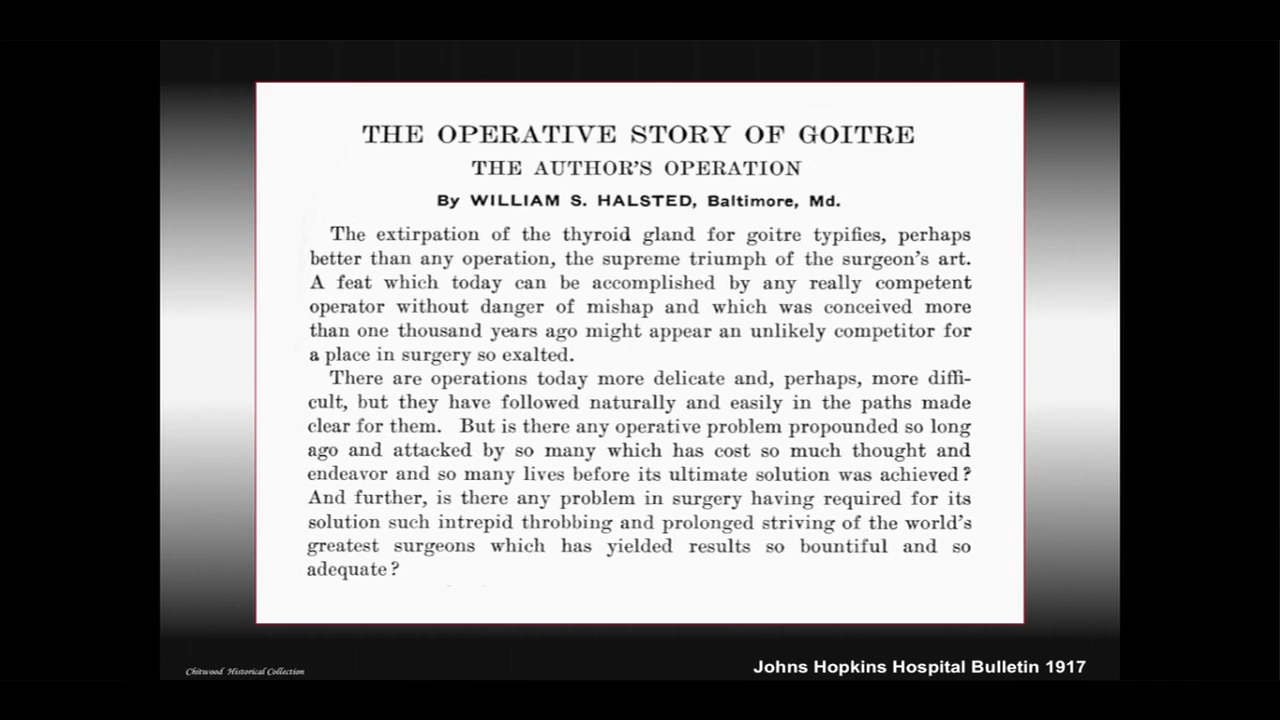 THE OPERATIVE STORY OF GOITRE
THE AUTHOR'S OPERATION
By WILLIAM S. HALSTED, Baltimore, Md.
The extirpation of the thyroid gland for goitre typifies, perhaps
better than any operation, the supreme triumph of the surgeon's art.
A feat which today can be accomplished by any really competent
operator without danger of mishap and which was conceived more
than one thousand years ago might appear an unlikely competitor for
a place in surgery so exalted.
There are operations today more delicate and, perhaps, more diffi-
cult, but they have followed naturally and easily in the paths made
clear for them. But is there any operative problem propounded so long
ago and attacked by so many which has cost so much thought and
endeavor and so many lives before its ultimate solution was achieved?
And further, is there any problem in surgery having required for its
solution such intrepid throbbing and prolonged striving of the world's
greatest surgeons which has yielded results so bountiful and so
adequate?
Chitwood Historical Collection
Johns Hopkins Hospital Bulletin 1917